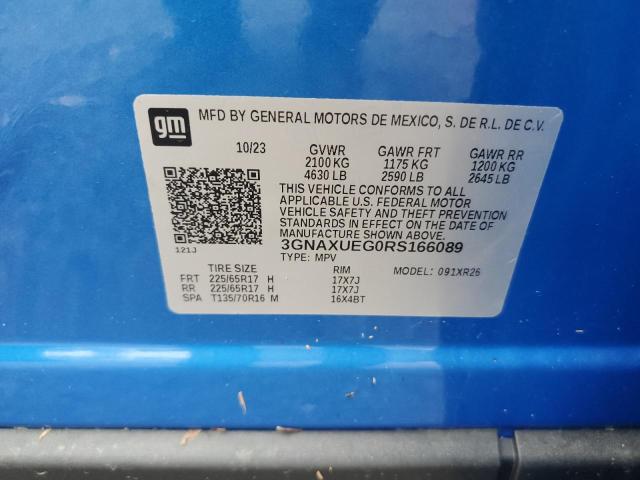 gm
MFD BY GENERAL MOTORS DE MEXICO, S. DE R.L. DE C.V.
10/23 GVWR GAWR FRT GAWR RR
2100 KG 1175 KG 1200 KG
4630 LB 2590 LB 2645 LB
THIS VEHICLE CONFORMS TO ALL
APPLICABLE U.S. FEDERAL MOTOR
VEHICLE SAFETY AND THEFT PREVENTION
STANDARDS IN EFFECT ON THE DATE OF
MANUFACTURE SHOWN ABOVE.
121J 3GNAXUEG0RS166089
TYPE: MPV MODEL: 091XR26
TIRE SIZE RIM
FRT 225/65R17 H 17X7J
RR 225/65R17 H 17X7J
SPA T135/70R16 M 16X4BT